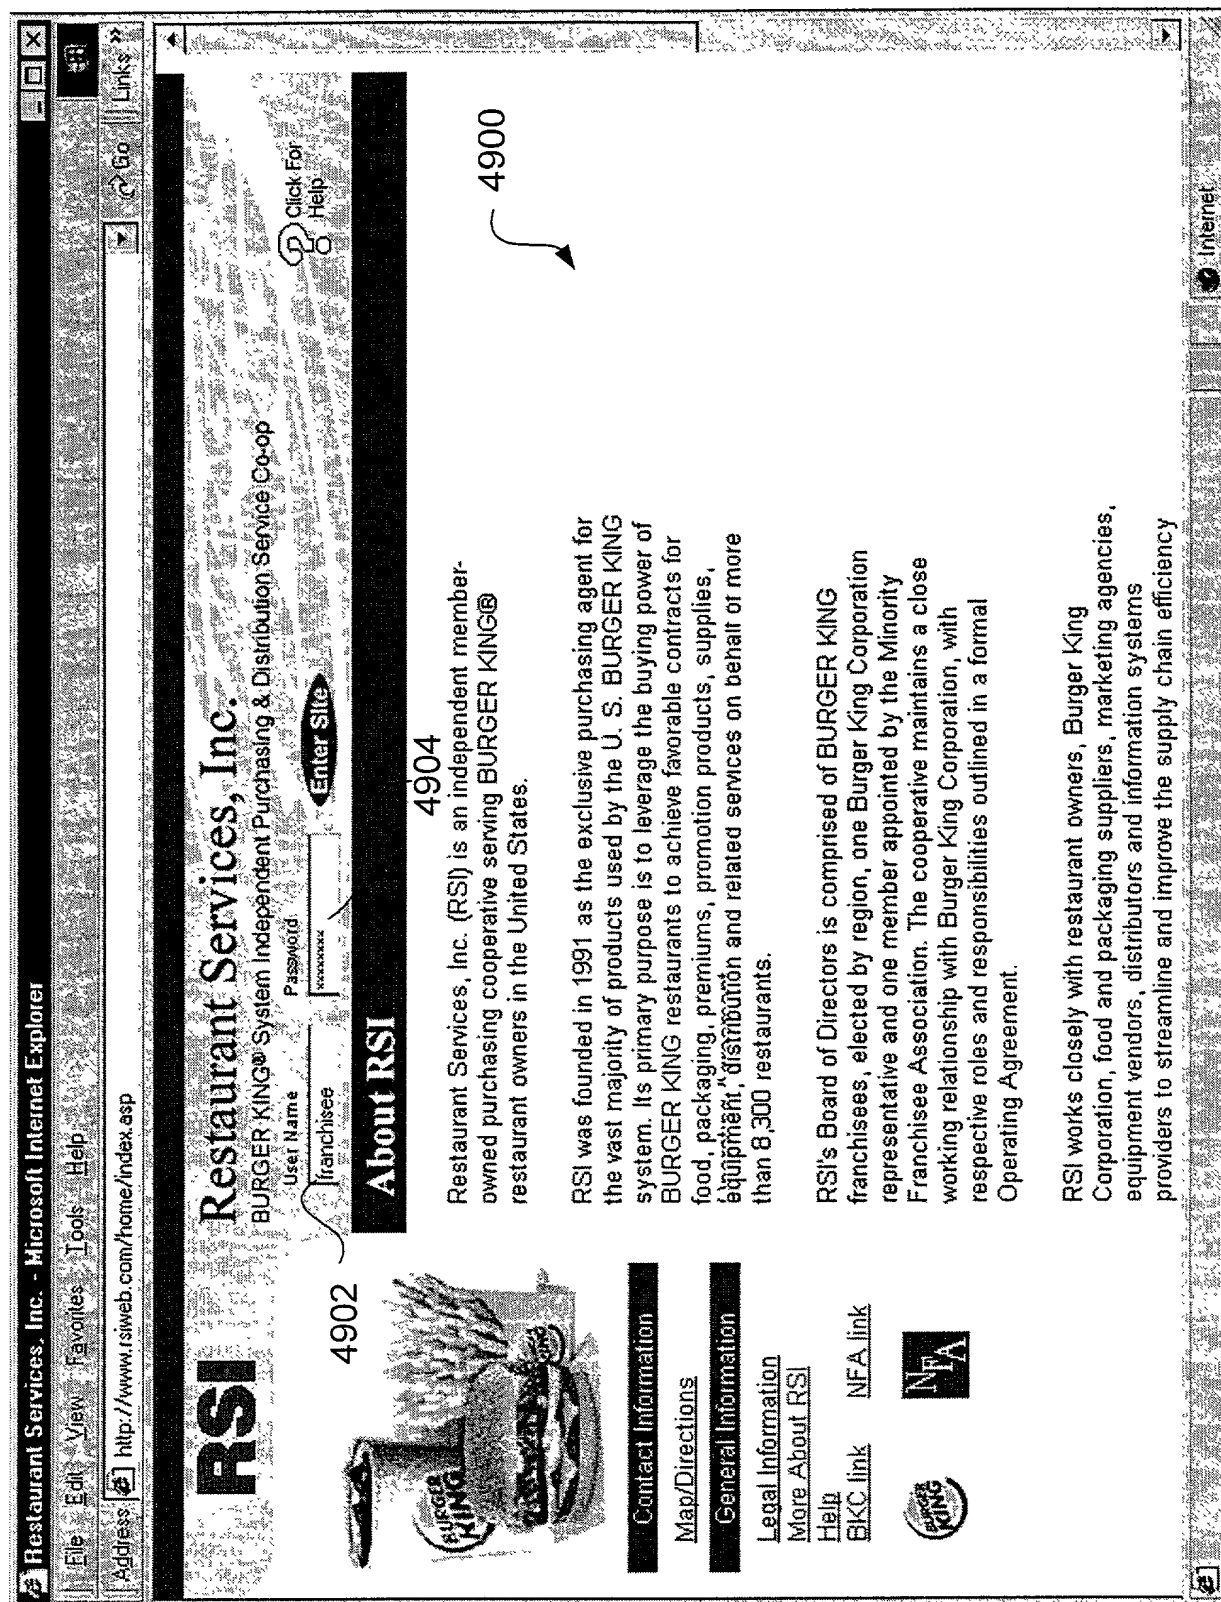 Restaurant Services, Inc. - Microsoft Internet Explorer
File Edit View Favorites Tools Help
Address http://www.rsiweb.com/home/index.asp Go Links »
RSI
Restaurant Services, Inc.
BURGER KING® System Independent Purchasing & Distribution Service Co-op
User Name Password
franchisee xxxxxxxx Enter Site
Click For
Help
4902
4904
4900
About RSI
BURGER
KING
Contact Information
Map/Directions
General Information
Legal Information
More About RSI
Help
BKC link NFA link
BURGER
KING
NFA
Restaurant Services, Inc. (RSI) is an independent member-
owned purchasing cooperative serving BURGER KING®
restaurant owners in the United States.
RSI was founded in 1991 as the exclusive purchasing agent for
the vast majority of products used by the U. S. BURGER KING
system. Its primary purpose is to leverage the buying power of
BURGER KING restaurants to achieve favorable contracts for
food, packaging, premiums, promotion products, supplies,
equipment, distribution and related services on behalf of more
than 8,300 restaurants.
RSI's Board of Directors is comprised of BURGER KING
franchisees, elected by region, one Burger King Corporation
representative and one member appointed by the Minority
Franchisee Association. The cooperative maintains a close
working relationship with Burger King Corporation, with
respective roles and responsibilities outlined in a formal
Operating Agreement.
RSI works closely with restaurant owners, Burger King
Corporation, food and packaging suppliers, marketing agencies,
equipment vendors, distributors and information systems
providers to streamline and improve the supply chain efficiency
Internet